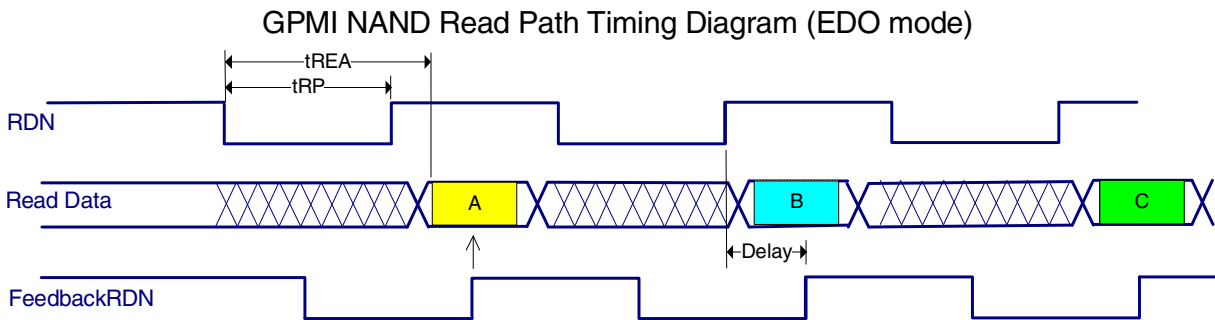 GPMI NAND Read Path Timing Diagram (EDO mode)
tREA
tRP
RDN
Read Data
A
B
C
Delay
FeedbackRDN